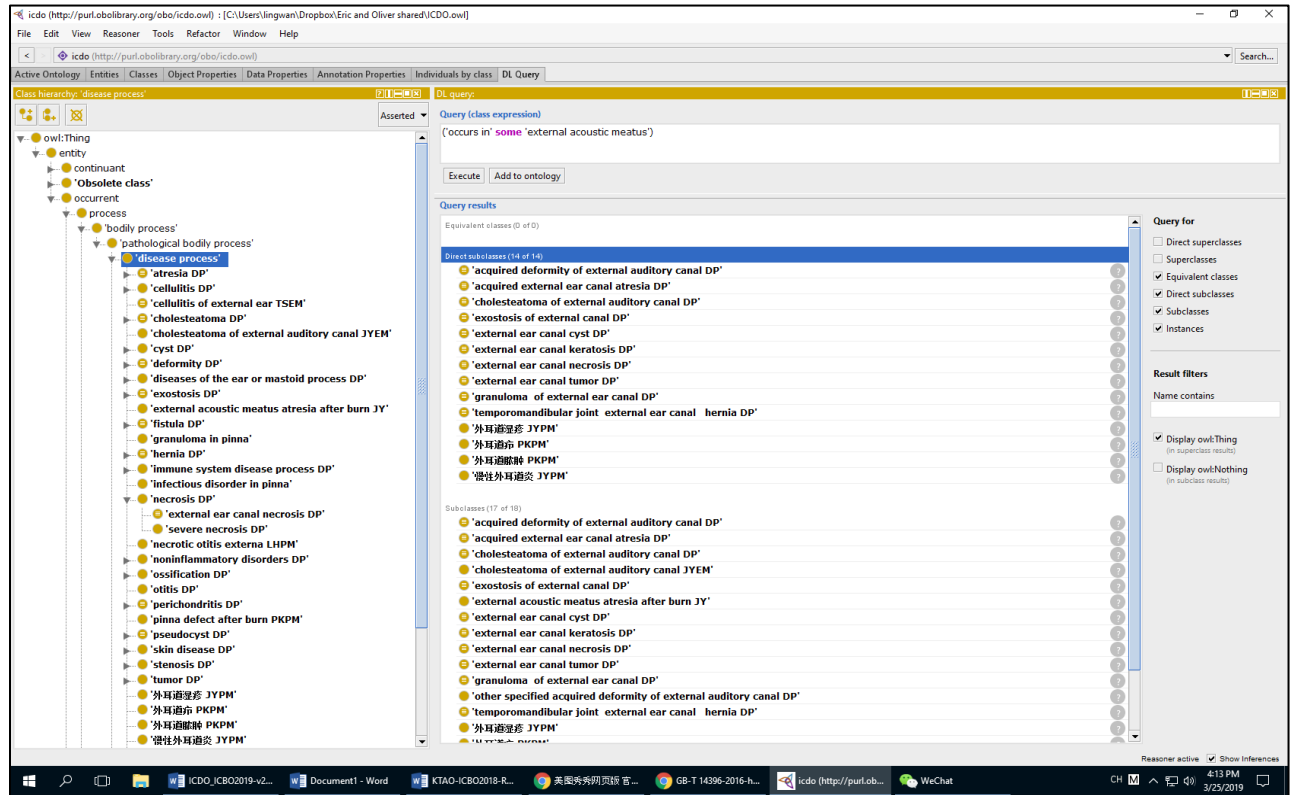 icdo (http://purl.obolibrary.org/obo/icdo.owl) : [C:\Users\lingwan\Dropbox\Eric and Oliver shared\ICDO.owl]
File Edit View Reasoner Tools Refactor Window Help
< > icdo (http://purl.obolibrary.org/obo/icdo.owl) Search...
Active Ontology Entities Classes Object Properties Data Properties Annotation Properties Individuals by class DL Query
Class hierarchy: 'disease process'
Asserted
owl:Thing
entity
continuant
'Obsolete class'
occurrent
process
'bodily process'
'pathological bodily process'
'disease process'
'atresia DP'
'cellulitis DP'
'cellulitis of external ear TSEM'
'cholesteatoma DP'
'cholesteatoma of external auditory canal JYEM'
'cyst DP'
'deformity DP'
'diseases of the ear or mastoid process DP'
'exostosis DP'
'external acoustic meatus atresia after burn JY'
'fistula DP'
'granuloma in pinna'
'hernia DP'
'immune system disease process DP'
'infectious disorder in pinna'
'necrosis DP'
'external ear canal necrosis DP'
'severe necrosis DP'
'necrotic otitis externa LHPM'
'noninflammatory disorders DP'
'ossification DP'
'otitis DP'
'perichondritis DP'
'pinna defect after burn PKPM'
'pseudocyst DP'
'skin disease DP'
'stenosis DP'
'tumor DP'
'外耳道湿疹 JYPM'
'外耳道疖 PKPM'
'外耳道脓肿 PKPM'
'慢性外耳道炎 JYPM'
DL query:
Query (class expression)
('occurs in' some 'external acoustic meatus')
Execute Add to ontology
Query results
Equivalent classes (0 of 0)
Direct subclasses (14 of 14)
'acquired deformity of external auditory canal DP'
'acquired external ear canal atresia DP'
'cholesteatoma of external auditory canal DP'
'exostosis of external canal DP'
'external ear canal cyst DP'
'external ear canal keratosis DP'
'external ear canal necrosis DP'
'external ear canal tumor DP'
'granuloma of external ear canal DP'
'temporomandibular joint external ear canal hernia DP'
'外耳道湿疹 JYPM'
'外耳道疖 PKPM'
'外耳道脓肿 PKPM'
'慢性外耳道炎 JYPM'
Subclasses (17 of 18)
'acquired deformity of external auditory canal DP'
'acquired external ear canal atresia DP'
'cholesteatoma of external auditory canal DP'
'cholesteatoma of external auditory canal JYEM'
'exostosis of external canal DP'
'external acoustic meatus atresia after burn JY'
'external ear canal cyst DP'
'external ear canal keratosis DP'
'external ear canal necrosis DP'
'external ear canal tumor DP'
'granuloma of external ear canal DP'
'other specified acquired deformity of external auditory canal DP'
'temporomandibular joint external ear canal hernia DP'
'外耳道湿疹 JYPM'
Query for
Direct superclasses
Superclasses
Equivalent classes
Direct subclasses
Subclasses
Instances
Result filters
Name contains
Display owl:Thing
(in superclass results)
Display owl:Nothing
(in subclass results)
Reasoner active Show Inferences
ICDO_ICBO2019-v2... Document1 - Word KTAO-ICBO2018-R... 美图秀秀网页版 官... GB-T 14396-2016-h... icdo (http://purl.ob... WeChat CH M 4:13 PM
3/25/2019